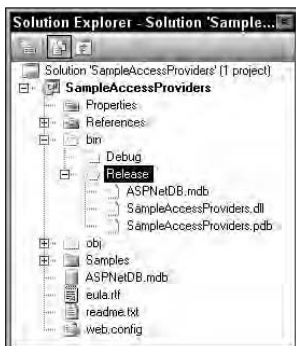 Solution Explorer - Solution 'Sample...
Solution 'SampleAccessProviders' (1 project)
SampleAccessProviders
Properties
References
bin
Debug
Release
ASPNetDB.mdb
SampleAccessProviders.dll
SampleAccessProviders.pdb
obj
Samples
ASPNetDB.mdb
eula.rtf
readme.txt
web.config